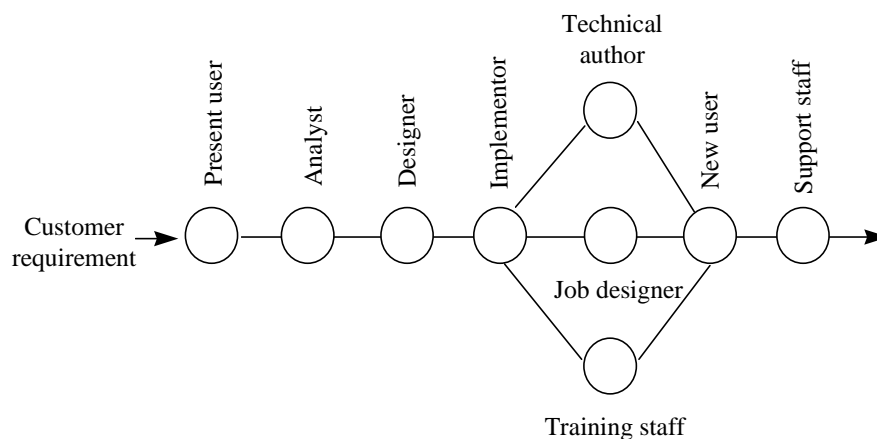 Technical
author
Present user
Analyst
Designer
Implementor
New user
Support staff
Customer
requirement
Job designer
Training staff